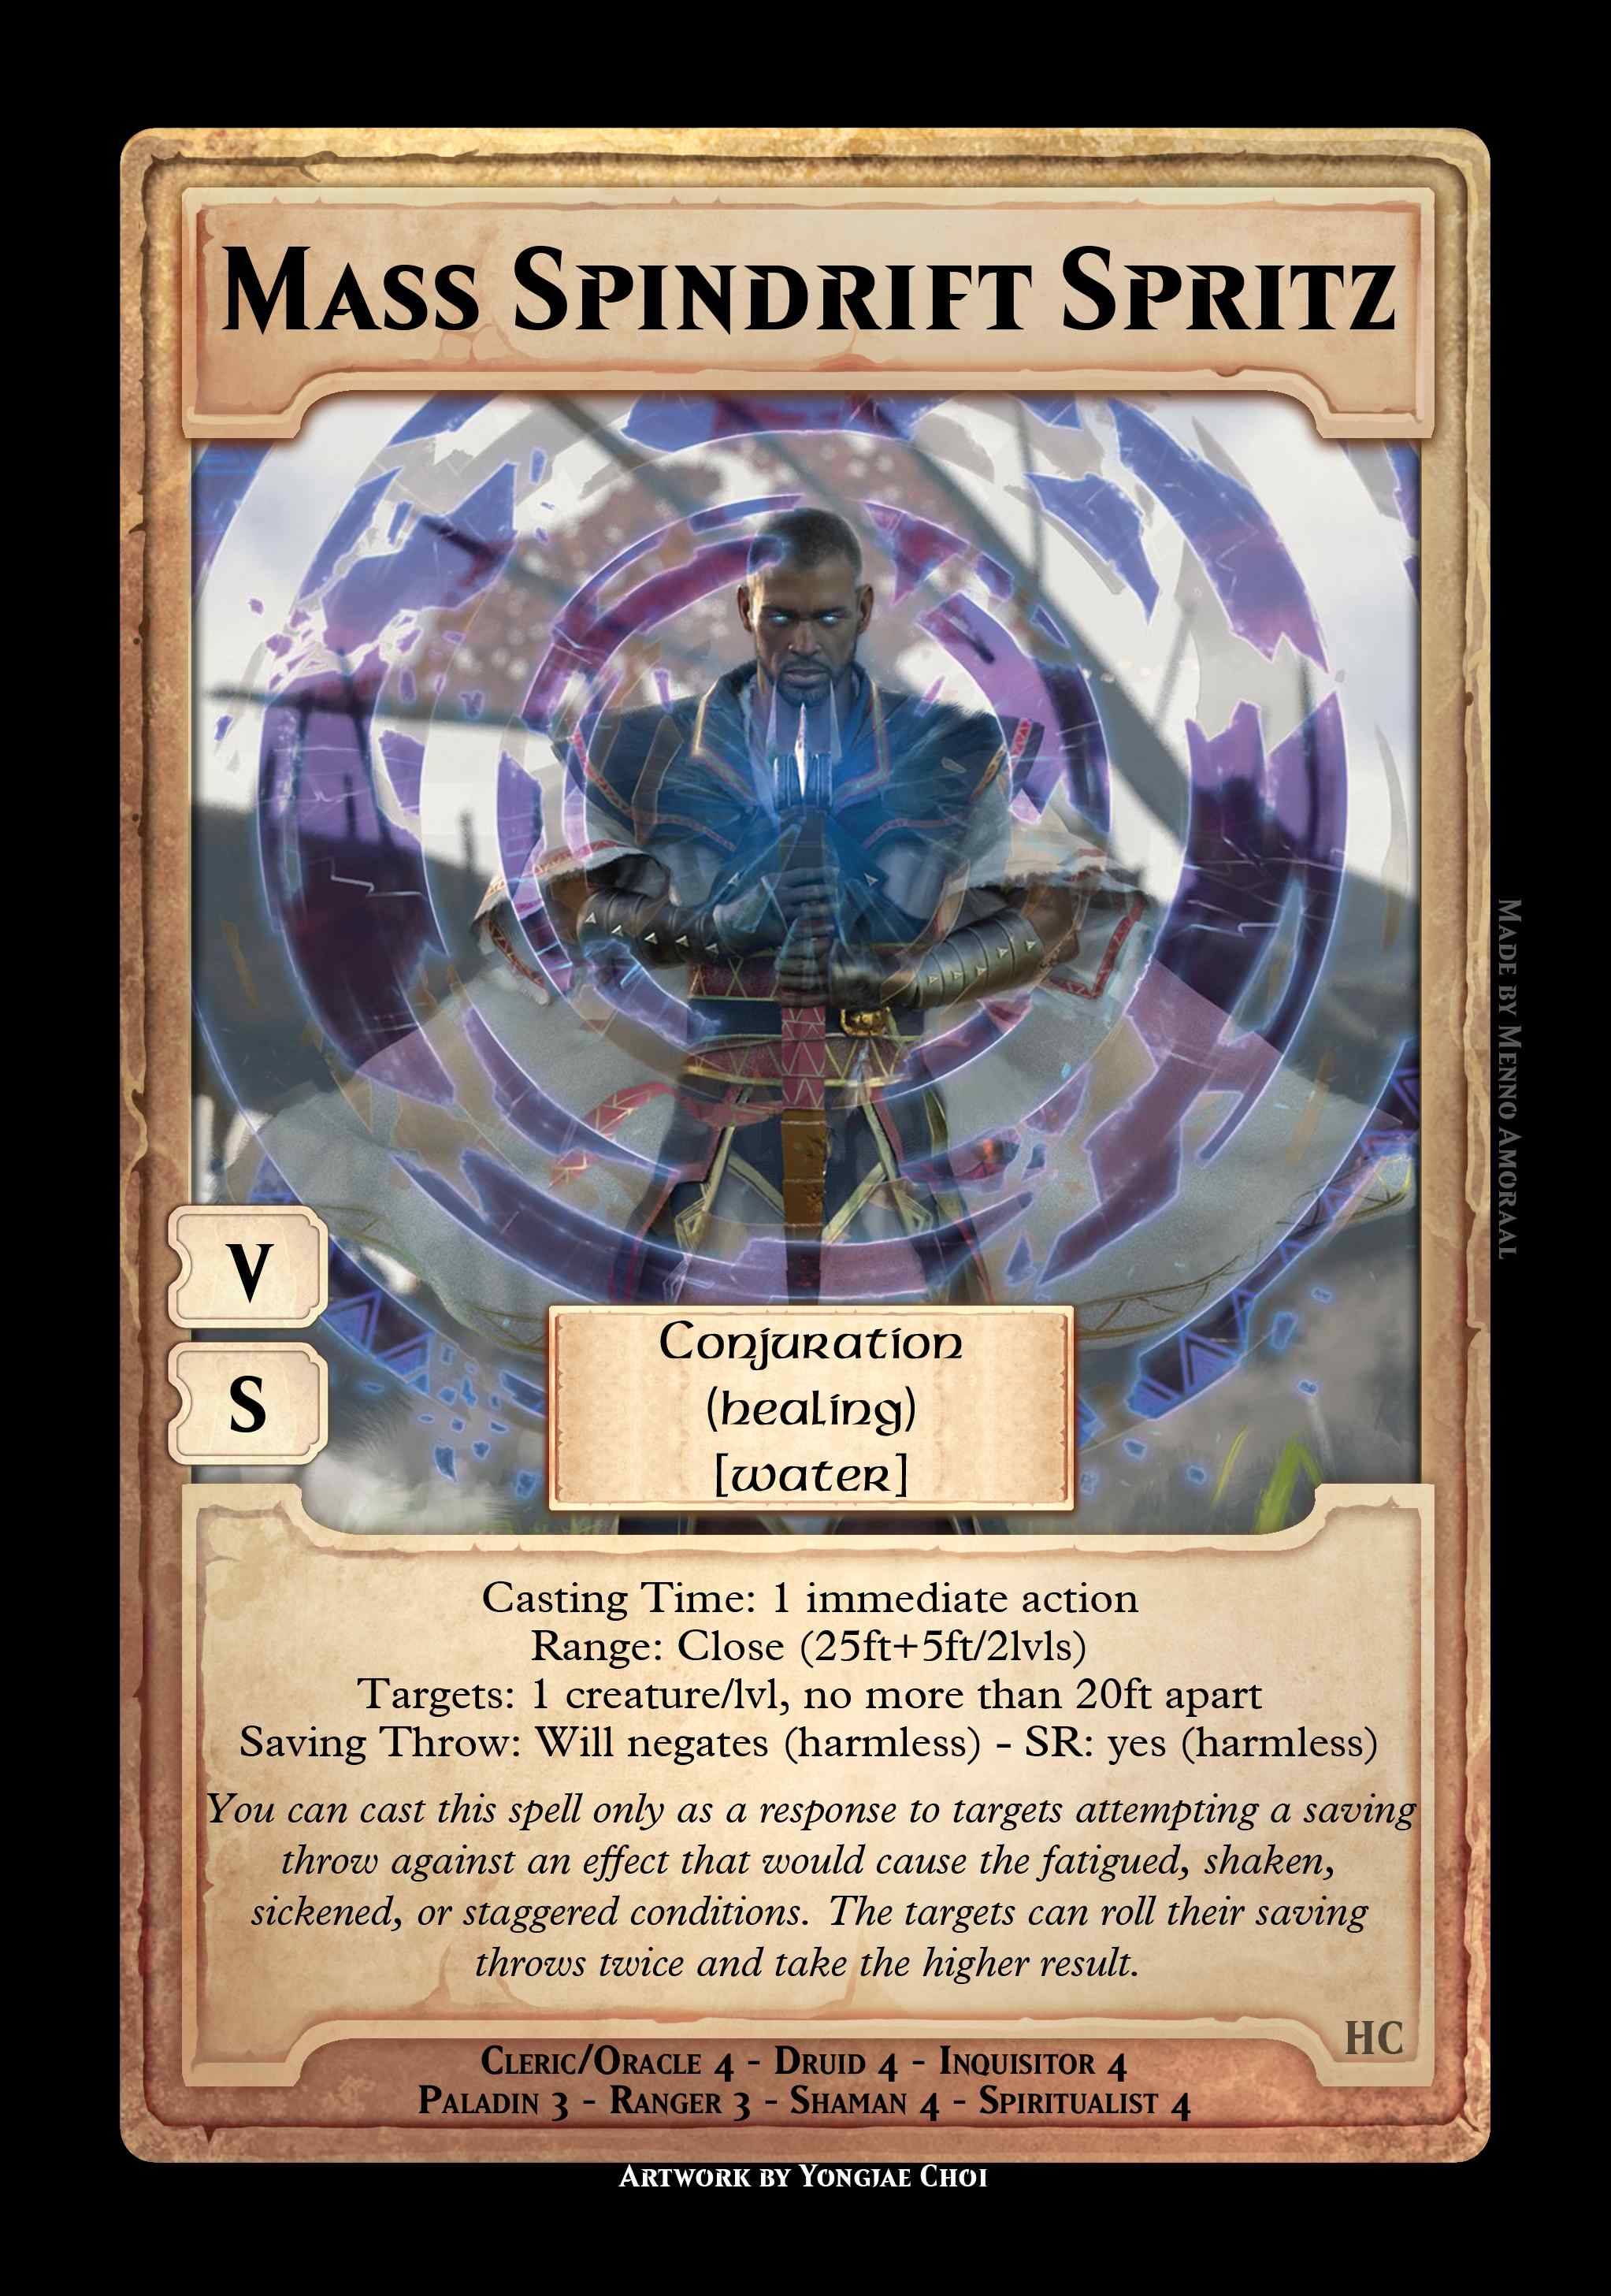 Mass Spindrift Spritz
V
S
Conjuration
(healing)
[water]
Casting Time: 1 immediate action
Range: Close (25ft+5ft/2lvls)
Targets: 1 creature/lvl, no more than 20ft apart
Saving Throw: Will negates (harmless) - SR: yes (harmless)
You can cast this spell only as a response to targets attempting a saving
throw against an effect that would cause the fatigued, shaken,
sickened, or staggered conditions. The targets can roll their saving
throws twice and take the higher result.
HC
Cleric/Oracle 4 - Druid 4 - Inquisitor 4
Paladin 3 - Ranger 3 - Shaman 4 - Spiritualist 4
Artwork by Yongjae Choi
Made by Menno Amoraal